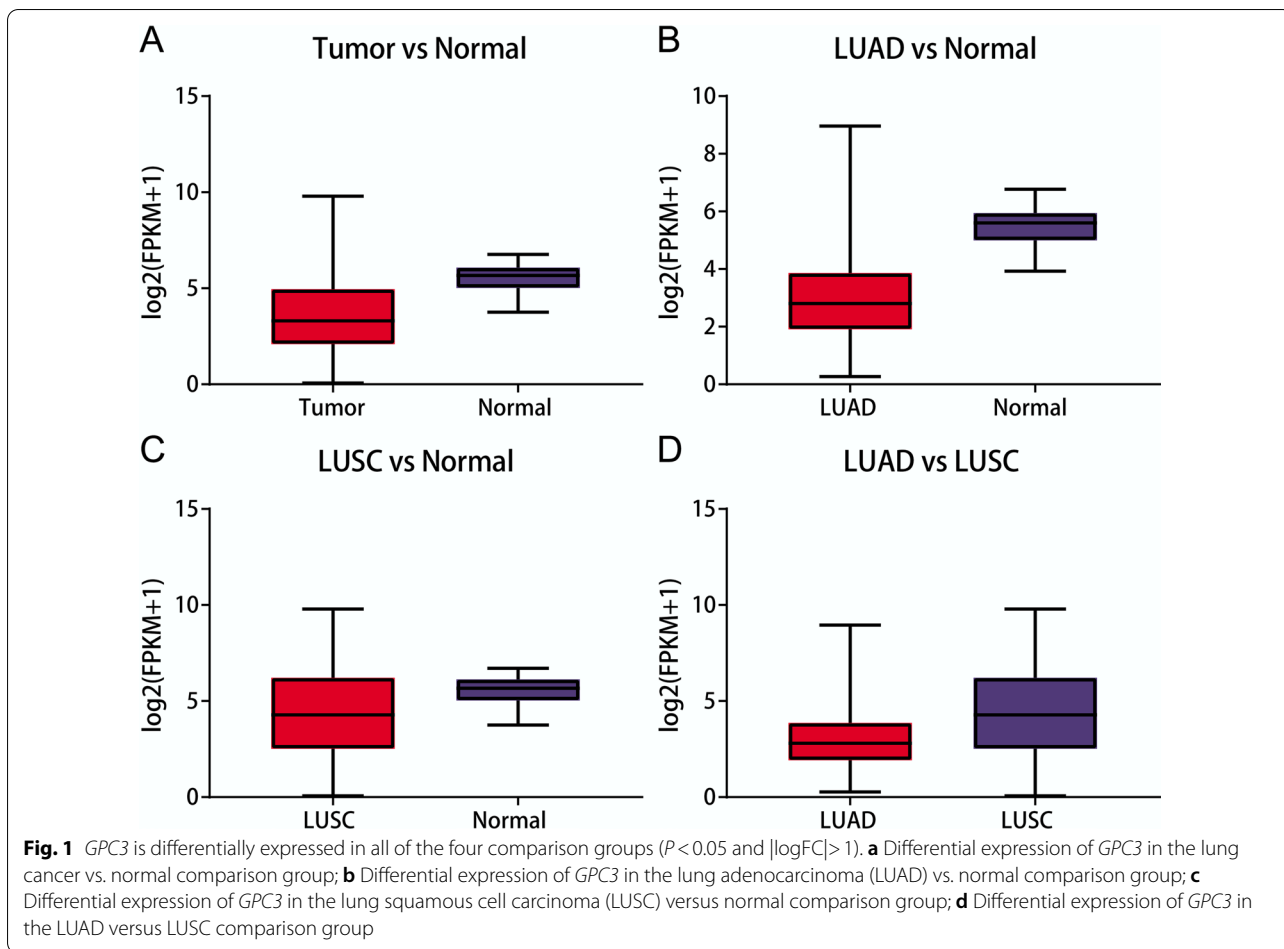 A
Tumor vs Normal
log2(FPKM+1)
15
10
5
0
Tumor
Normal
B
LUAD vs Normal
log2(FPKM+1)
10
8
6
4
2
0
LUAD
Normal
C
LUSC vs Normal
log2(FPKM+1)
15
10
5
0
LUSC
Normal
D
LUAD vs LUSC
log2(FPKM+1)
15
10
5
0
LUAD
LUSC
Fig. 1 GPC3 is differentially expressed in all of the four comparison groups (P < 0.05 and |logFC| > 1). a Differential expression of GPC3 in the lung
cancer vs. normal comparison group; b Differential expression of GPC3 in the lung adenocarcinoma (LUAD) vs. normal comparison group; c
Differential expression of GPC3 in the lung squamous cell carcinoma (LUSC) versus normal comparison group; d Differential expression of GPC3 in
the LUAD versus LUSC comparison group